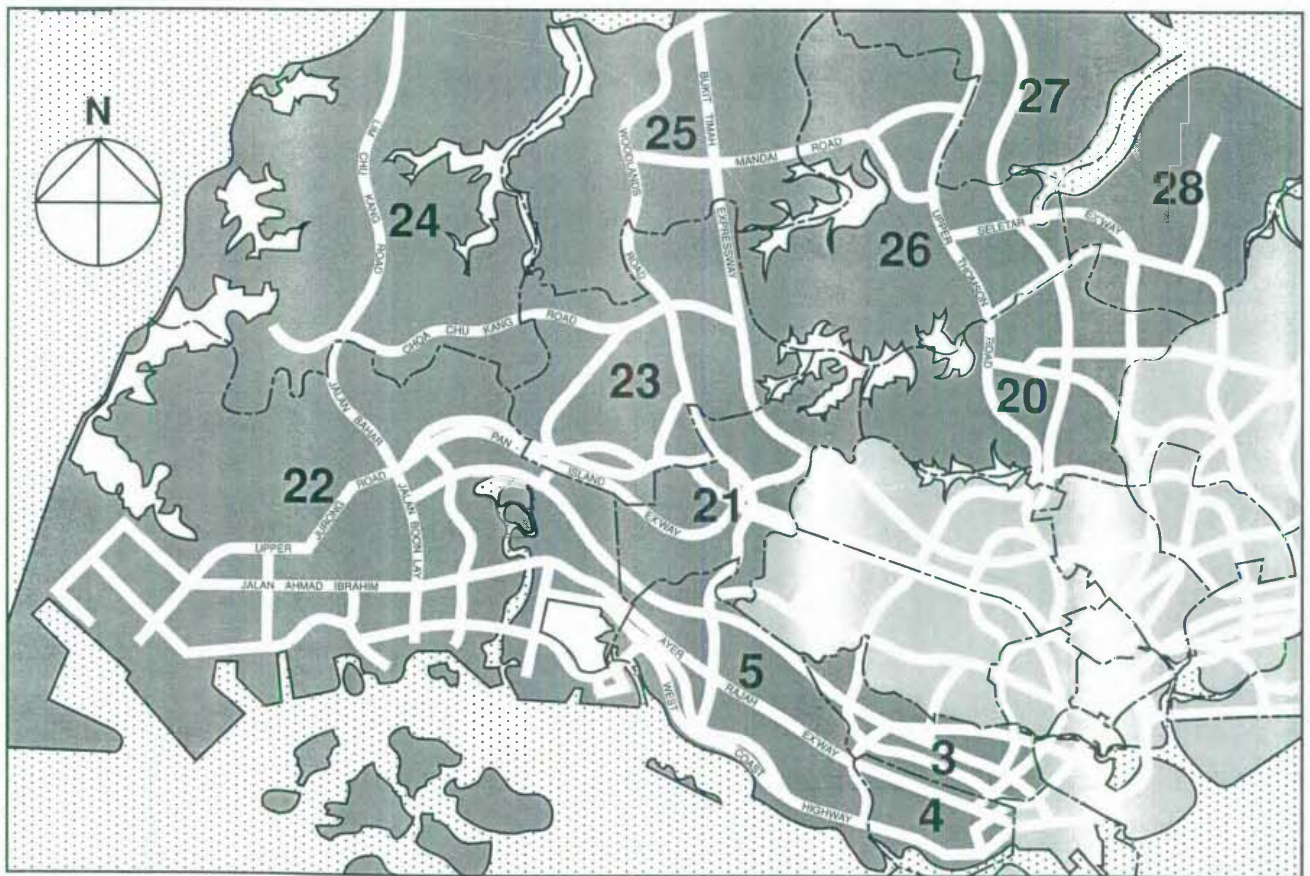 N
24
25
26
27
28
20
23
22
21
5
3
4
LIM CHU KANG ROAD
WOODLANDS ROAD
BUKIT TIMAH EXPRESSWAY
MANDAI ROAD
UPPER THOMSON ROAD
SELETAR EXWAY
CHOA CHU KANG ROAD
JALAN BAHAR
PAN ISLAND EXWAY
UPPER JURONG ROAD
JALAN BOON LAY
JALAN AHMAD IBRAHIM
AYER RAJAH EXWAY
WEST COAST HIGHWAY